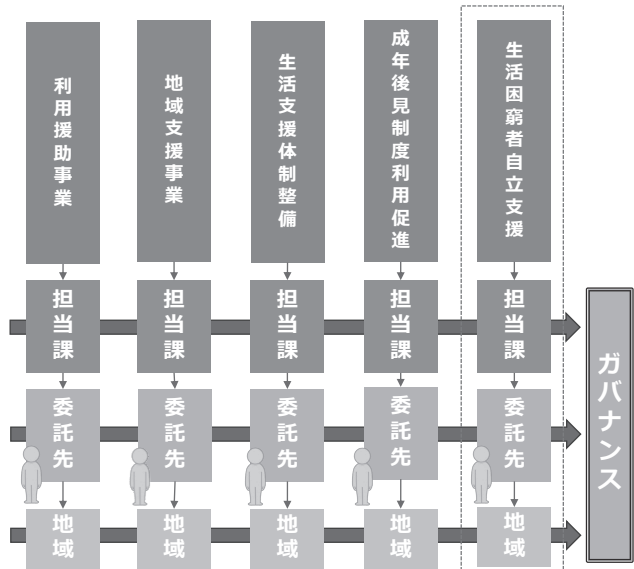 利用援助事業
地域支援事業
生活支援体制整備
成年後見制度利用促進
生活困窮者自立支援
担当課
担当課
担当課
担当課
担当課
委託先
委託先
委託先
委託先
委託先
地域
地域
地域
地域
地域
ガバナンス